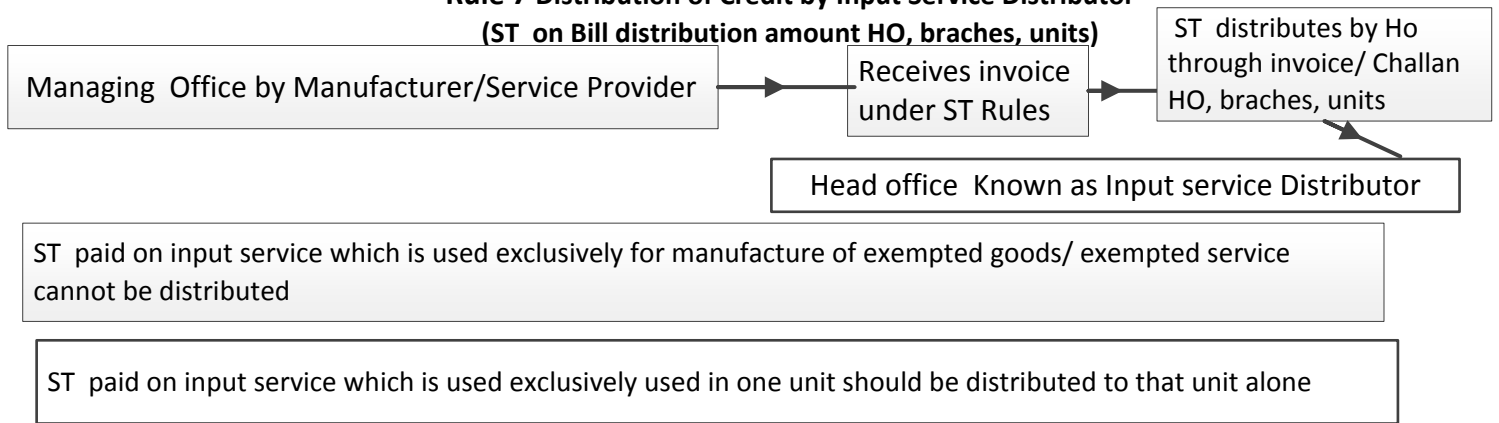 Rule 7 Distribution of Credit by Input Service Distributor
(ST on Bill distribution amount HO, braches, units)
Managing Office by Manufacturer/Service Provider
Receives invoice
under ST Rules
ST distributes by Ho
through invoice/ Challan
HO, braches, units
Head office Known as Input service Distributor
ST paid on input service which is used exclusively for manufacture of exempted goods/ exempted service
cannot be distributed
ST paid on input service which is used exclusively used in one unit should be distributed to that unit alone